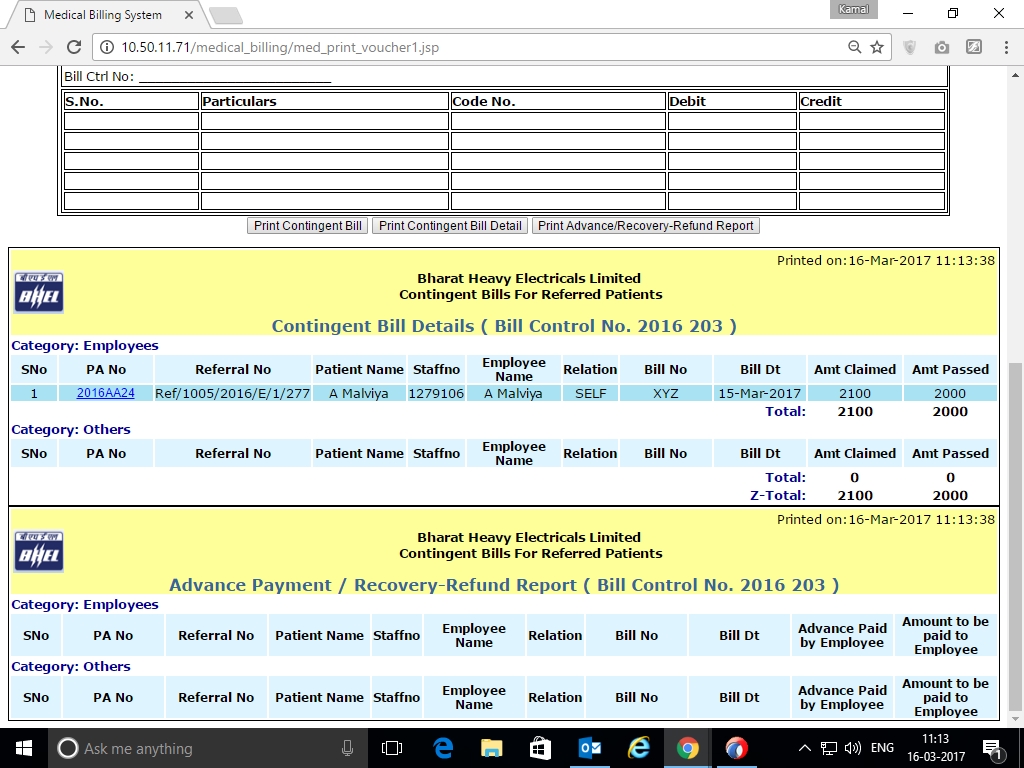 Medical Billing System
Kamal
10.50.11.71/medical_billing/med_print_voucher1.jsp
Bill Ctrl No: ________________________
S.No. Particulars Code No. Debit Credit
Print Contingent Bill Print Contingent Bill Detail Print Advance/Recovery-Refund Report
Printed on:16-Mar-2017 11:13:38
बी एच ई एल
BHEL
Bharat Heavy Electricals Limited
Contingent Bills For Referred Patients
Contingent Bill Details ( Bill Control No. 2016 203 )
Category: Employees
SNo PA No Referral No Patient Name Staffno Employee Name Relation Bill No Bill Dt Amt Claimed Amt Passed
1 2016AA24 Ref/1005/2016/E/1/277 A Malviya 1279106 A Malviya SELF XYZ 15-Mar-2017 2100 2000
Total: 2100 2000
Category: Others
SNo PA No Referral No Patient Name Staffno Employee Name Relation Bill No Bill Dt Amt Claimed Amt Passed
Total: 0 0
Z-Total: 2100 2000
Printed on:16-Mar-2017 11:13:38
बी एच ई एल
BHEL
Bharat Heavy Electricals Limited
Contingent Bills For Referred Patients
Advance Payment / Recovery-Refund Report ( Bill Control No. 2016 203 )
Category: Employees
SNo PA No Referral No Patient Name Staffno Employee Name Relation Bill No Bill Dt Advance Paid by Employee Amount to be paid to Employee
Category: Others
SNo PA No Referral No Patient Name Staffno Employee Name Relation Bill No Bill Dt Advance Paid by Employee Amount to be paid to Employee
Ask me anything
ENG
11:13
16-03-2017
1